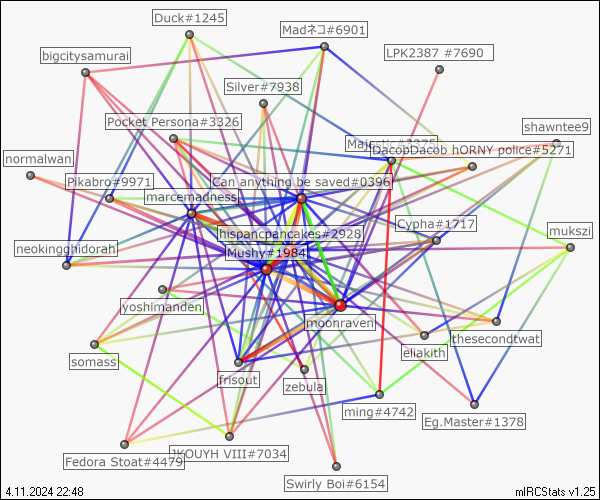 Duck#1245
Madネコ#6901
bigcitysamurai
LPK2387 #7690
Silver#7938
Pocket Persona#3326
shawntee9
DacopDacob hORNY police#5271
normalwan
Pikabro#9971
Can anything be saved#0396
marcemadness
Cypha#1717
mukszi
hispancpancakes#2928
neokingghidorah
Mushy#1984
yoshimanden
moonraven
thesecondtwat
eliakith
somass
frisout
zebula
ming#4742
Eg.Master#1378
JKOUYH VIII#7034
Fedora Stoat#4479
Swirly Boi#6154
4.11.2024 22:48
mIRCStats v1.25